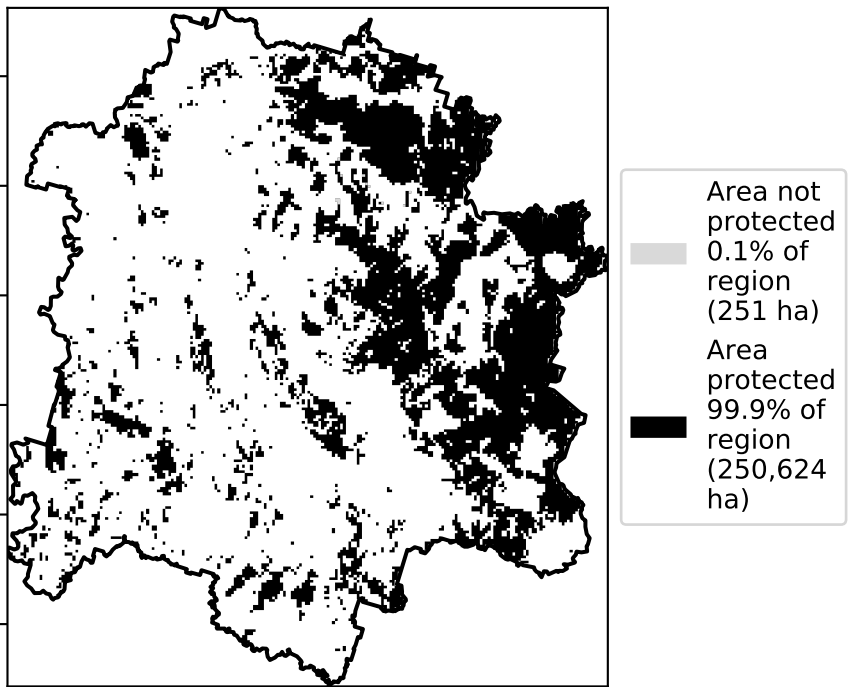 Area not
protected
0.1% of
region
(251 ha)
Area
protected
99.9% of
region
(250,624
ha)